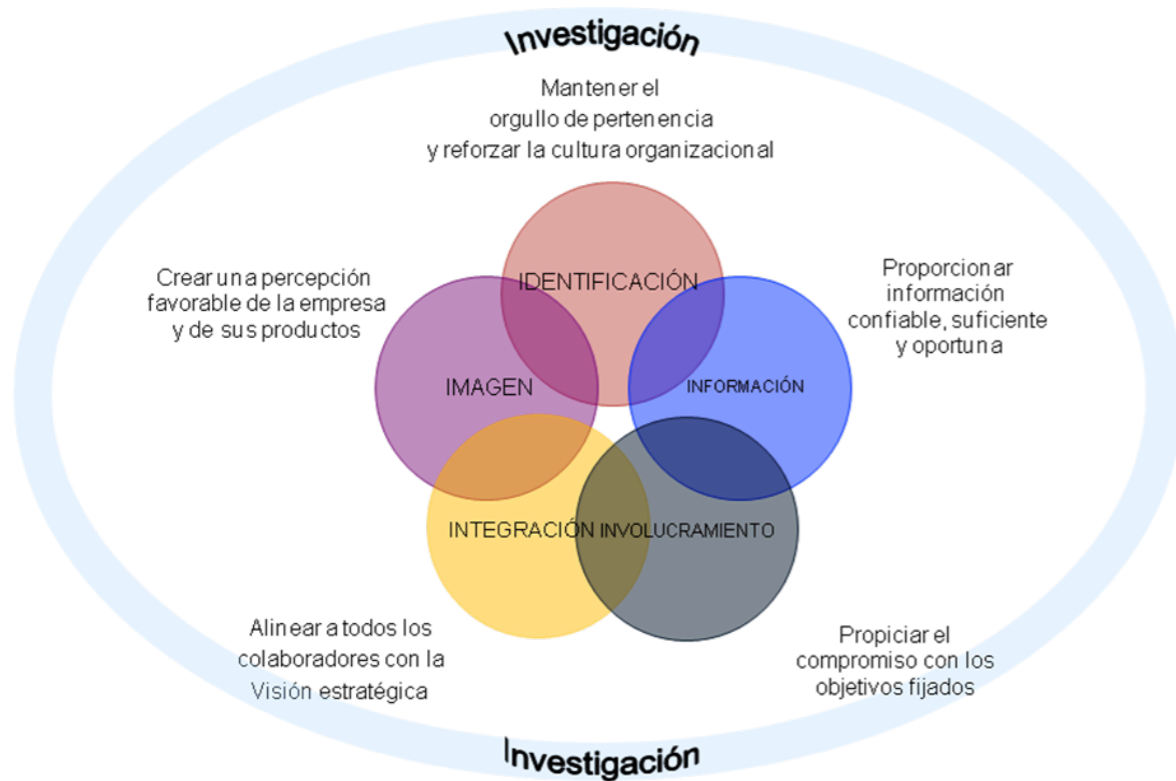 Investigación
Mantener el
orgullo de pertenencia
y reforzar la cultura organizacional
IDENTIFICACIÓN
Crear una percepción
favorable de la empresa
y de sus productos
IMAGEN
Proporcionar
información
confiable, suficiente
y oportuna
INFORMACIÓN
INTEGRACIÓN
INVOLUCRAMIENTO
Alinear a todos los
colaboradores con la
Visión estratégica
Propiciar el
compromiso con los
objetivos fijados
Investigación